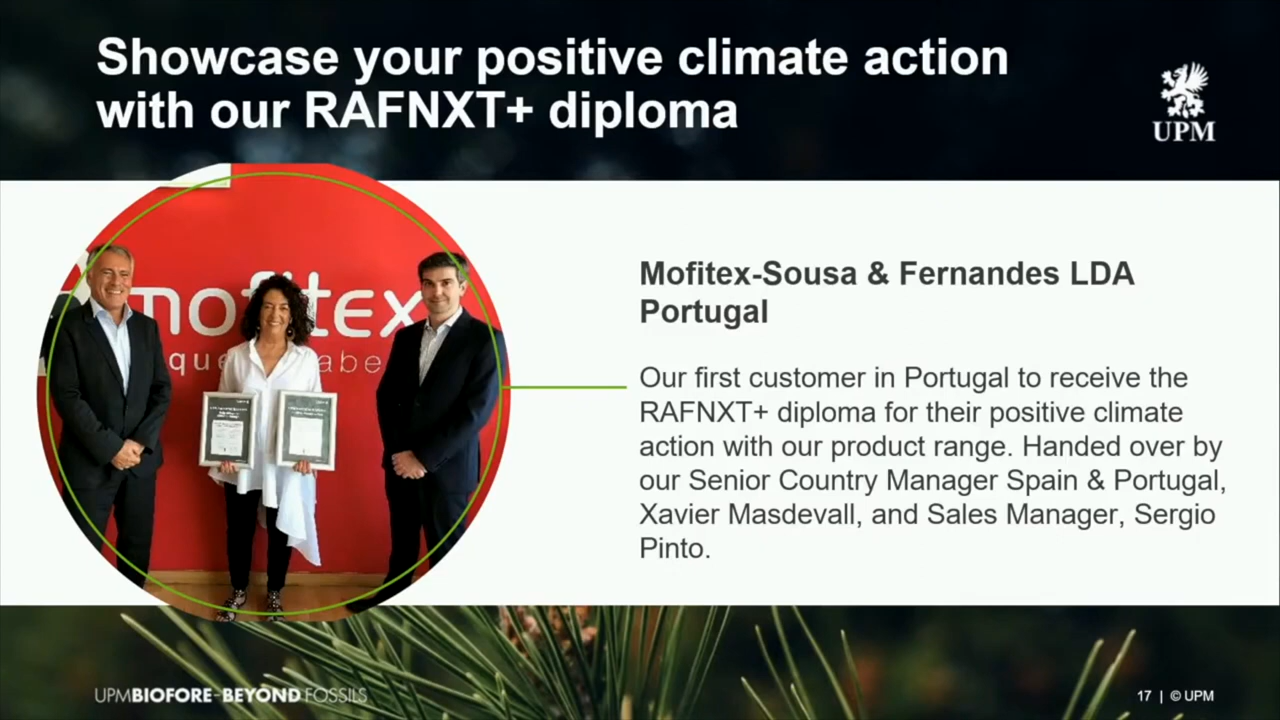 Showcase your positive climate action
with our RAFNXT+ diploma
UPM
mofitex
Mofitex-Sousa & Fernandes LDA
Portugal
Our first customer in Portugal to receive the
RAFNXT+ diploma for their positive climate
action with our product range. Handed over by
our Senior Country Manager Spain & Portugal,
Xavier Masdevall, and Sales Manager, Sergio
Pinto.
UPMBIOFORE-BEYOND FOSSILS
17 | © UPM